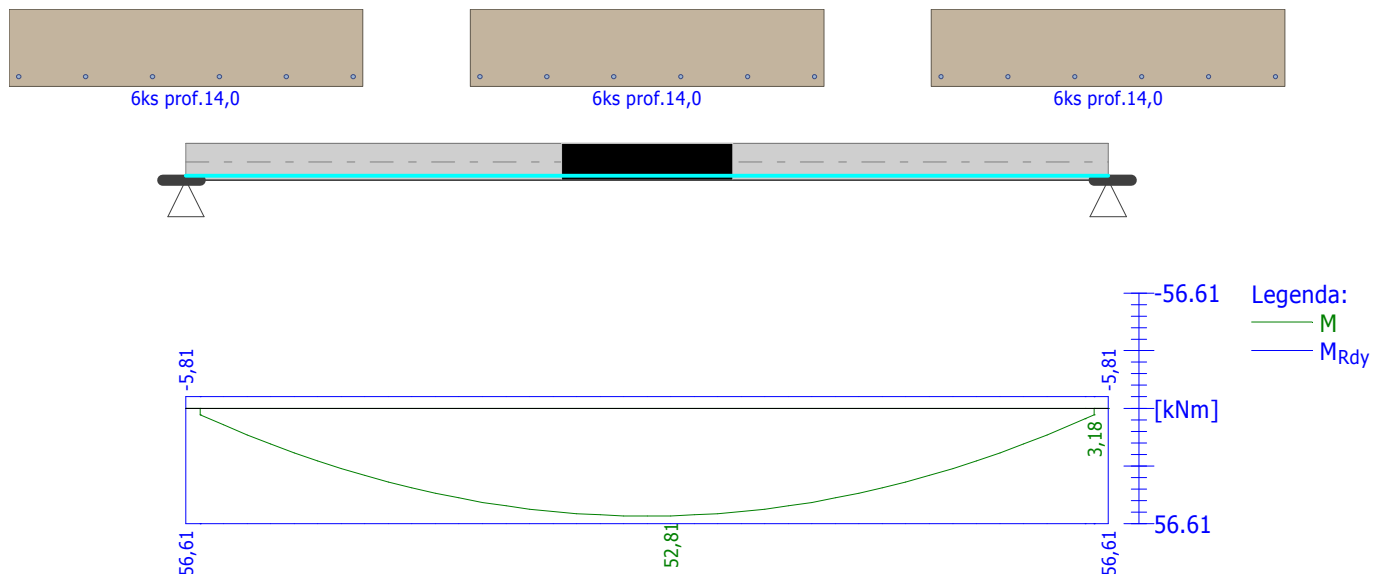 6ks prof.14,0
6ks prof.14,0
6ks prof.14,0
-56.61
Legenda:
M
MRdy
-5,81
-5,81
[kNm]
3,18
56.61
56,61
52,81
56,61